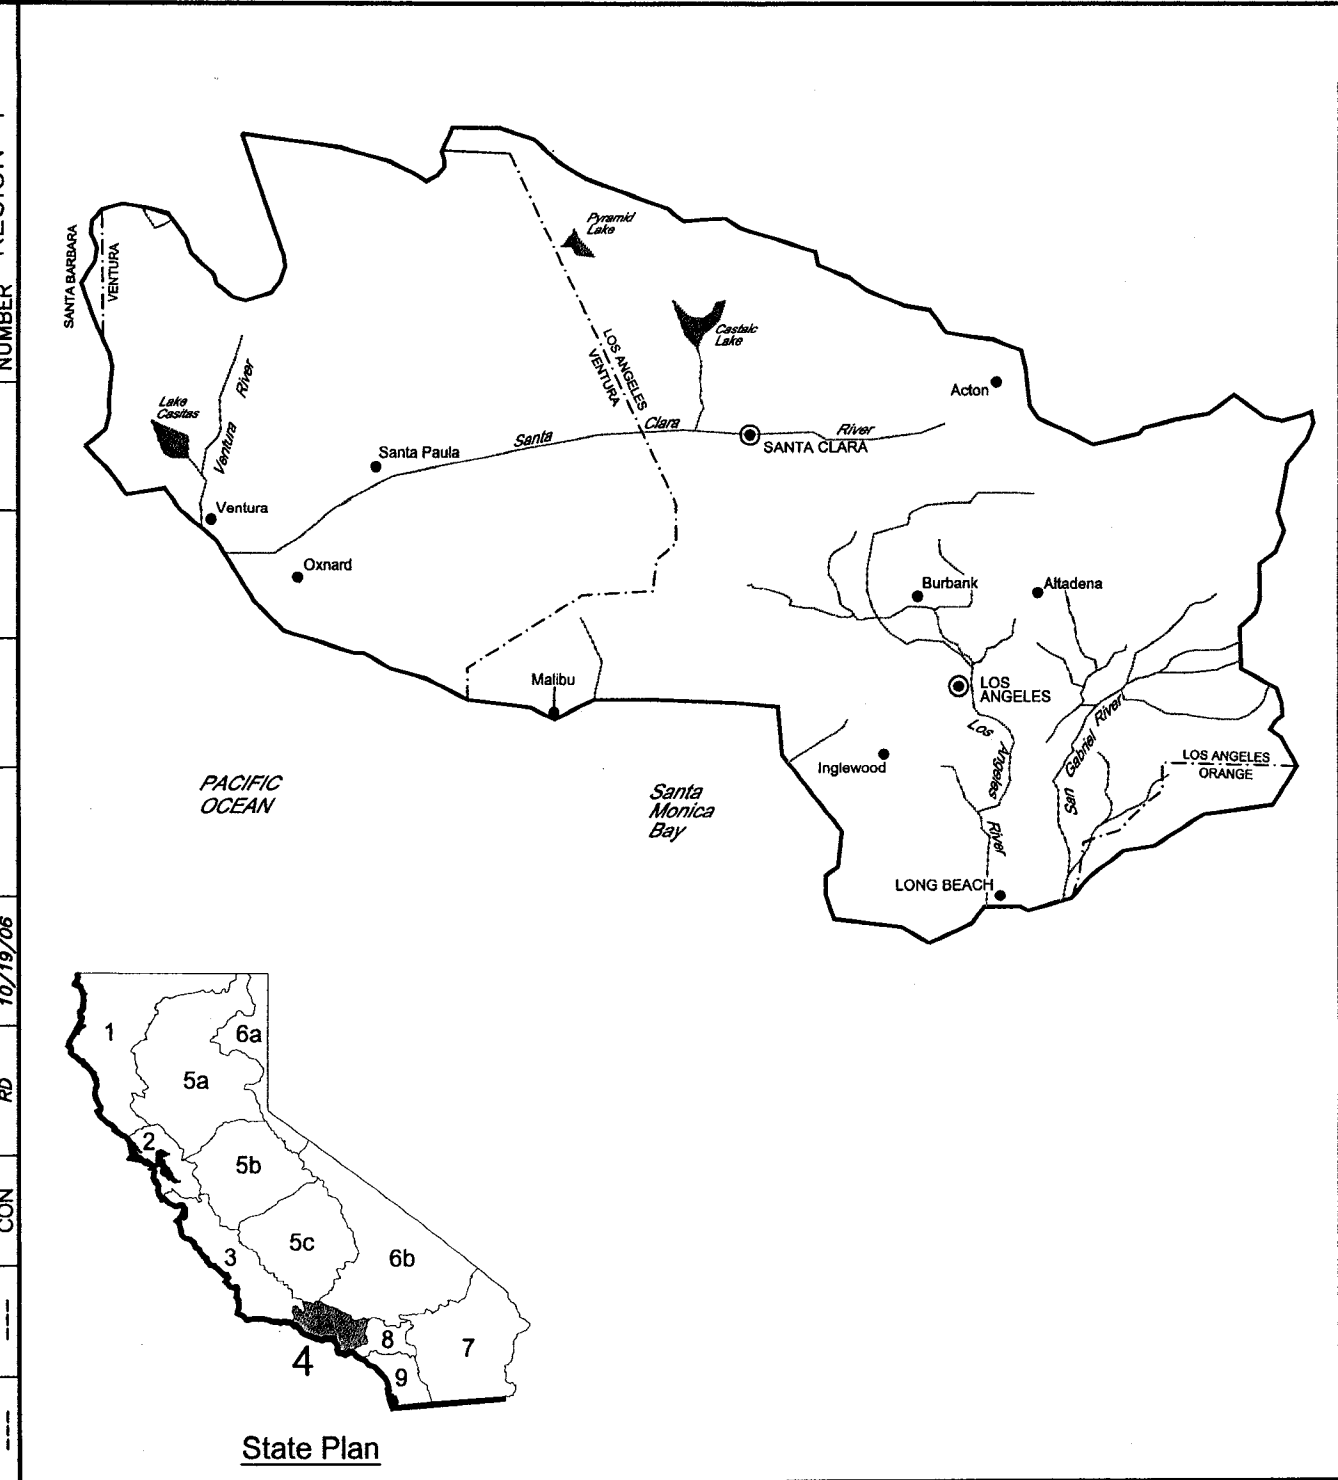 NUMBER REGION
10/19/06
RD
CON
---
---
Pyramid
Lake
SANTA BARBARA
VENTURA
Castaic
Lake
LOS ANGELES
VENTURA
Acton
Lake
Casitas
Ventura River
Santa Clara River
SANTA CLARA
Santa Paula
Ventura
Oxnard
Burbank
Altadena
Malibu
LOS
ANGELES
Los Angeles River
San Gabriel River
LOS ANGELES
ORANGE
Inglewood
PACIFIC
OCEAN
Santa
Monica
Bay
LONG BEACH
1
6a
5a
2
5b
5c
3
6b
8
7
4
9
State Plan